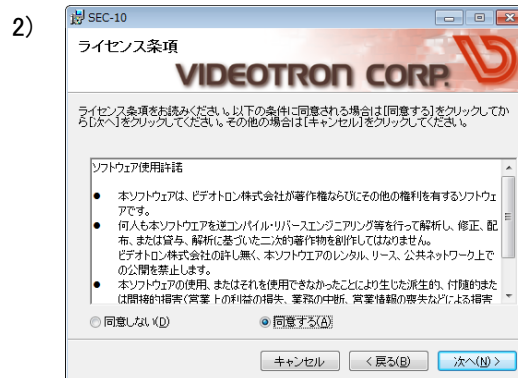 2)
SEC-10
ライセンス条項
VIDEOTRON CORP.
ライセンス条項をお読みください。以下の条件に同意される場合は[同意する]をクリックしてか
ら[次へ]をクリックしてください。その他の場合は[キャンセル]をクリックしてください。
ソフトウェア使用許諾
● 本ソフトウェアは、ビデオトロン株式会社が著作権ならびにその他の権利を有するソフトウェ
アです。
● 何人も本ソフトウエアを逆コンパイル・リバースエンジニアリング等を行って解析し、修正、配
布、または貸与、解析に基づいた二次的著作物を創作してはなりません。
ビデオトロン株式会社の許し無く、本ソフトウェアのレンタル、リース、公共ネットワーク上で
の公開を禁止します。
● 本ソフトウェアの使用、またはそれを使用できなかったことにより生じた派生的、付随的また
は間接的損害(営業上の利益の損失、業務の中断、営業情報の喪失などによる損害
同意しない(D)
同意する(A)
キャンセル
< 戻る(B)
次へ(N) >